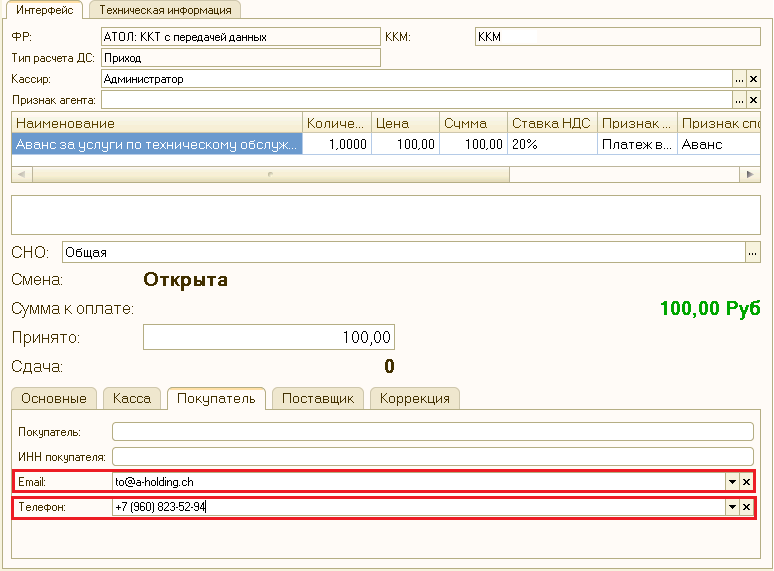 Интерфейс Техническая информация
ФР: АТОЛ: ККТ с передачей данных ККМ: ККМ
Тип расчета ДС: Приход
Кассир: Администратор ... ×
Признак агента: ... ×
Наименование Количе... Цена Сумма Ставка НДС Признак ... Признак спо
Аванс за услуги по техническому обслуж... 1,0000 100,00 100,00 20% Платеж в... Аванс
СНО: Общая ...
Смена: Открыта
Сумма к оплате: 100,00 Руб
Принято: 100,00
Сдача: 0
Основные Касса Покупатель Поставщик Коррекция
Покупатель:
ИНН покупателя:
Email: to@a-holding.ch ×
Телефон: +7 (960) 823-52-94 ×